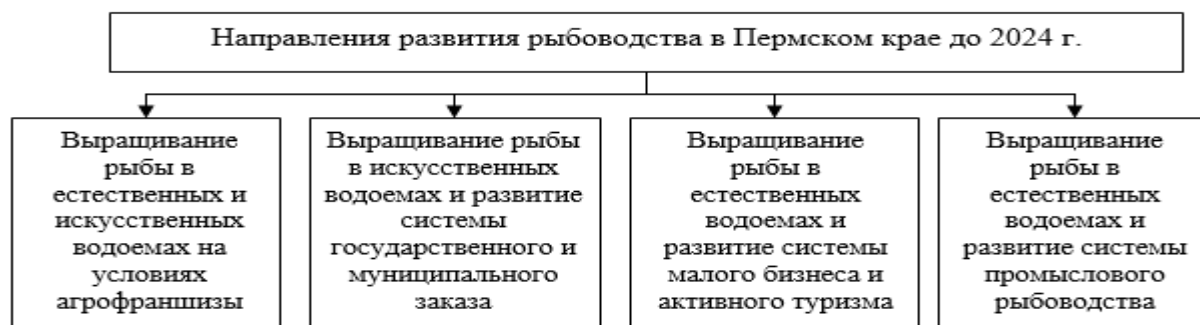 Направления развития рыбоводства в Пермском крае до 2024 г.
Выращивание
рыбы в
естественных и
искусственных
водоемах на
условиях
агрофраншизы
Выращивание рыбы
в искусственных
водоемах и развитие
системы
государственного и
муниципального
заказа
Выращивание
рыбы в
естественных
водоемах и
развитие системы
малого бизнеса и
активного туризма
Выращивание
рыбы в
естественных
водоемах и
развитие системы
промыслового
рыбоводства